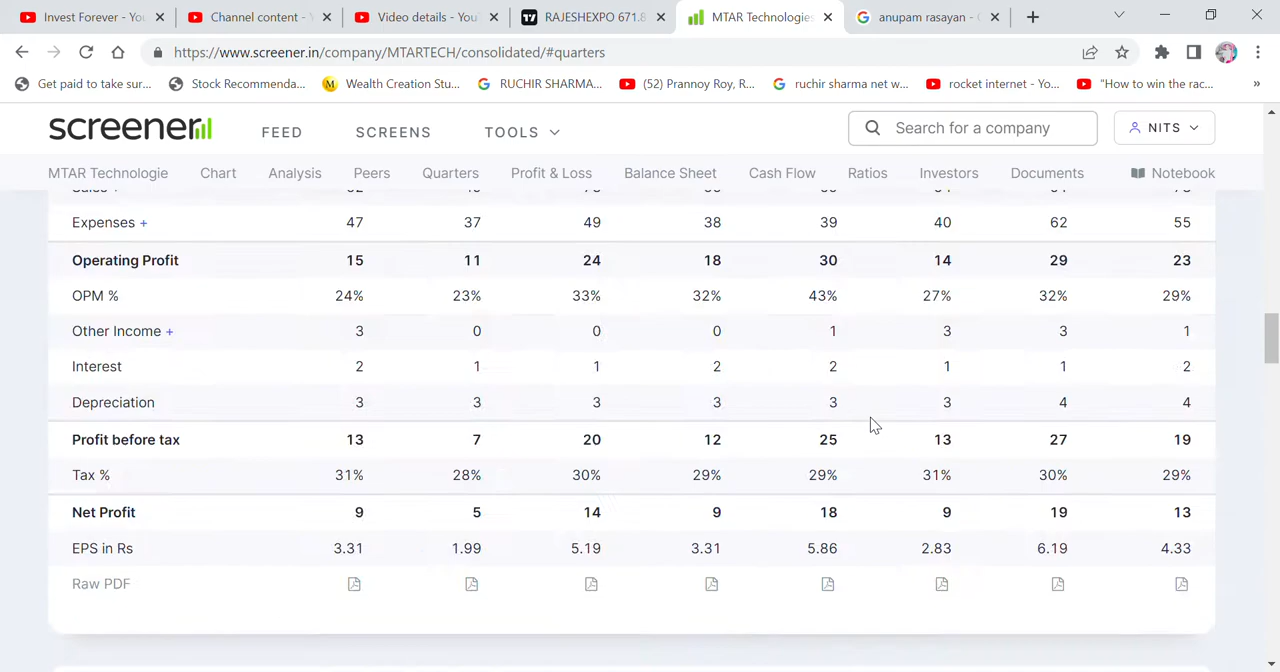 Invest Forever - You
Channel content - Y
Video details - You
RAJESHEXPO 671.8
MTAR Technologies
anupam rasayan - G
https://www.screener.in/company/MTARTECH/consolidated/#quarters
Get paid to take sur...
Stock Recommenda...
M Wealth Creation Stu...
RUCHIR SHARMA...
(52) Prannoy Roy, R...
ruchir sharma net w...
rocket internet - Yo...
"How to win the rac...
»
screener
FEED SCREENS TOOLS
Search for a company
NITS
MTAR Technologie Chart Analysis Peers Quarters Profit & Loss Balance Sheet Cash Flow Ratios Investors Documents Notebook
Expenses + 47 37 49 38 39 40 62 55
Operating Profit 15 11 24 18 30 14 29 23
OPM % 24% 23% 33% 32% 43% 27% 32% 29%
Other Income + 3 0 0 0 1 3 3 1
Interest 2 1 1 2 2 1 1 2
Depreciation 3 3 3 3 3 3 4 4
Profit before tax 13 7 20 12 25 13 27 19
Tax % 31% 28% 30% 29% 29% 31% 30% 29%
Net Profit 9 5 14 9 18 9 19 13
EPS in Rs 3.31 1.99 5.19 3.31 5.86 2.83 6.19 4.33
Raw PDF